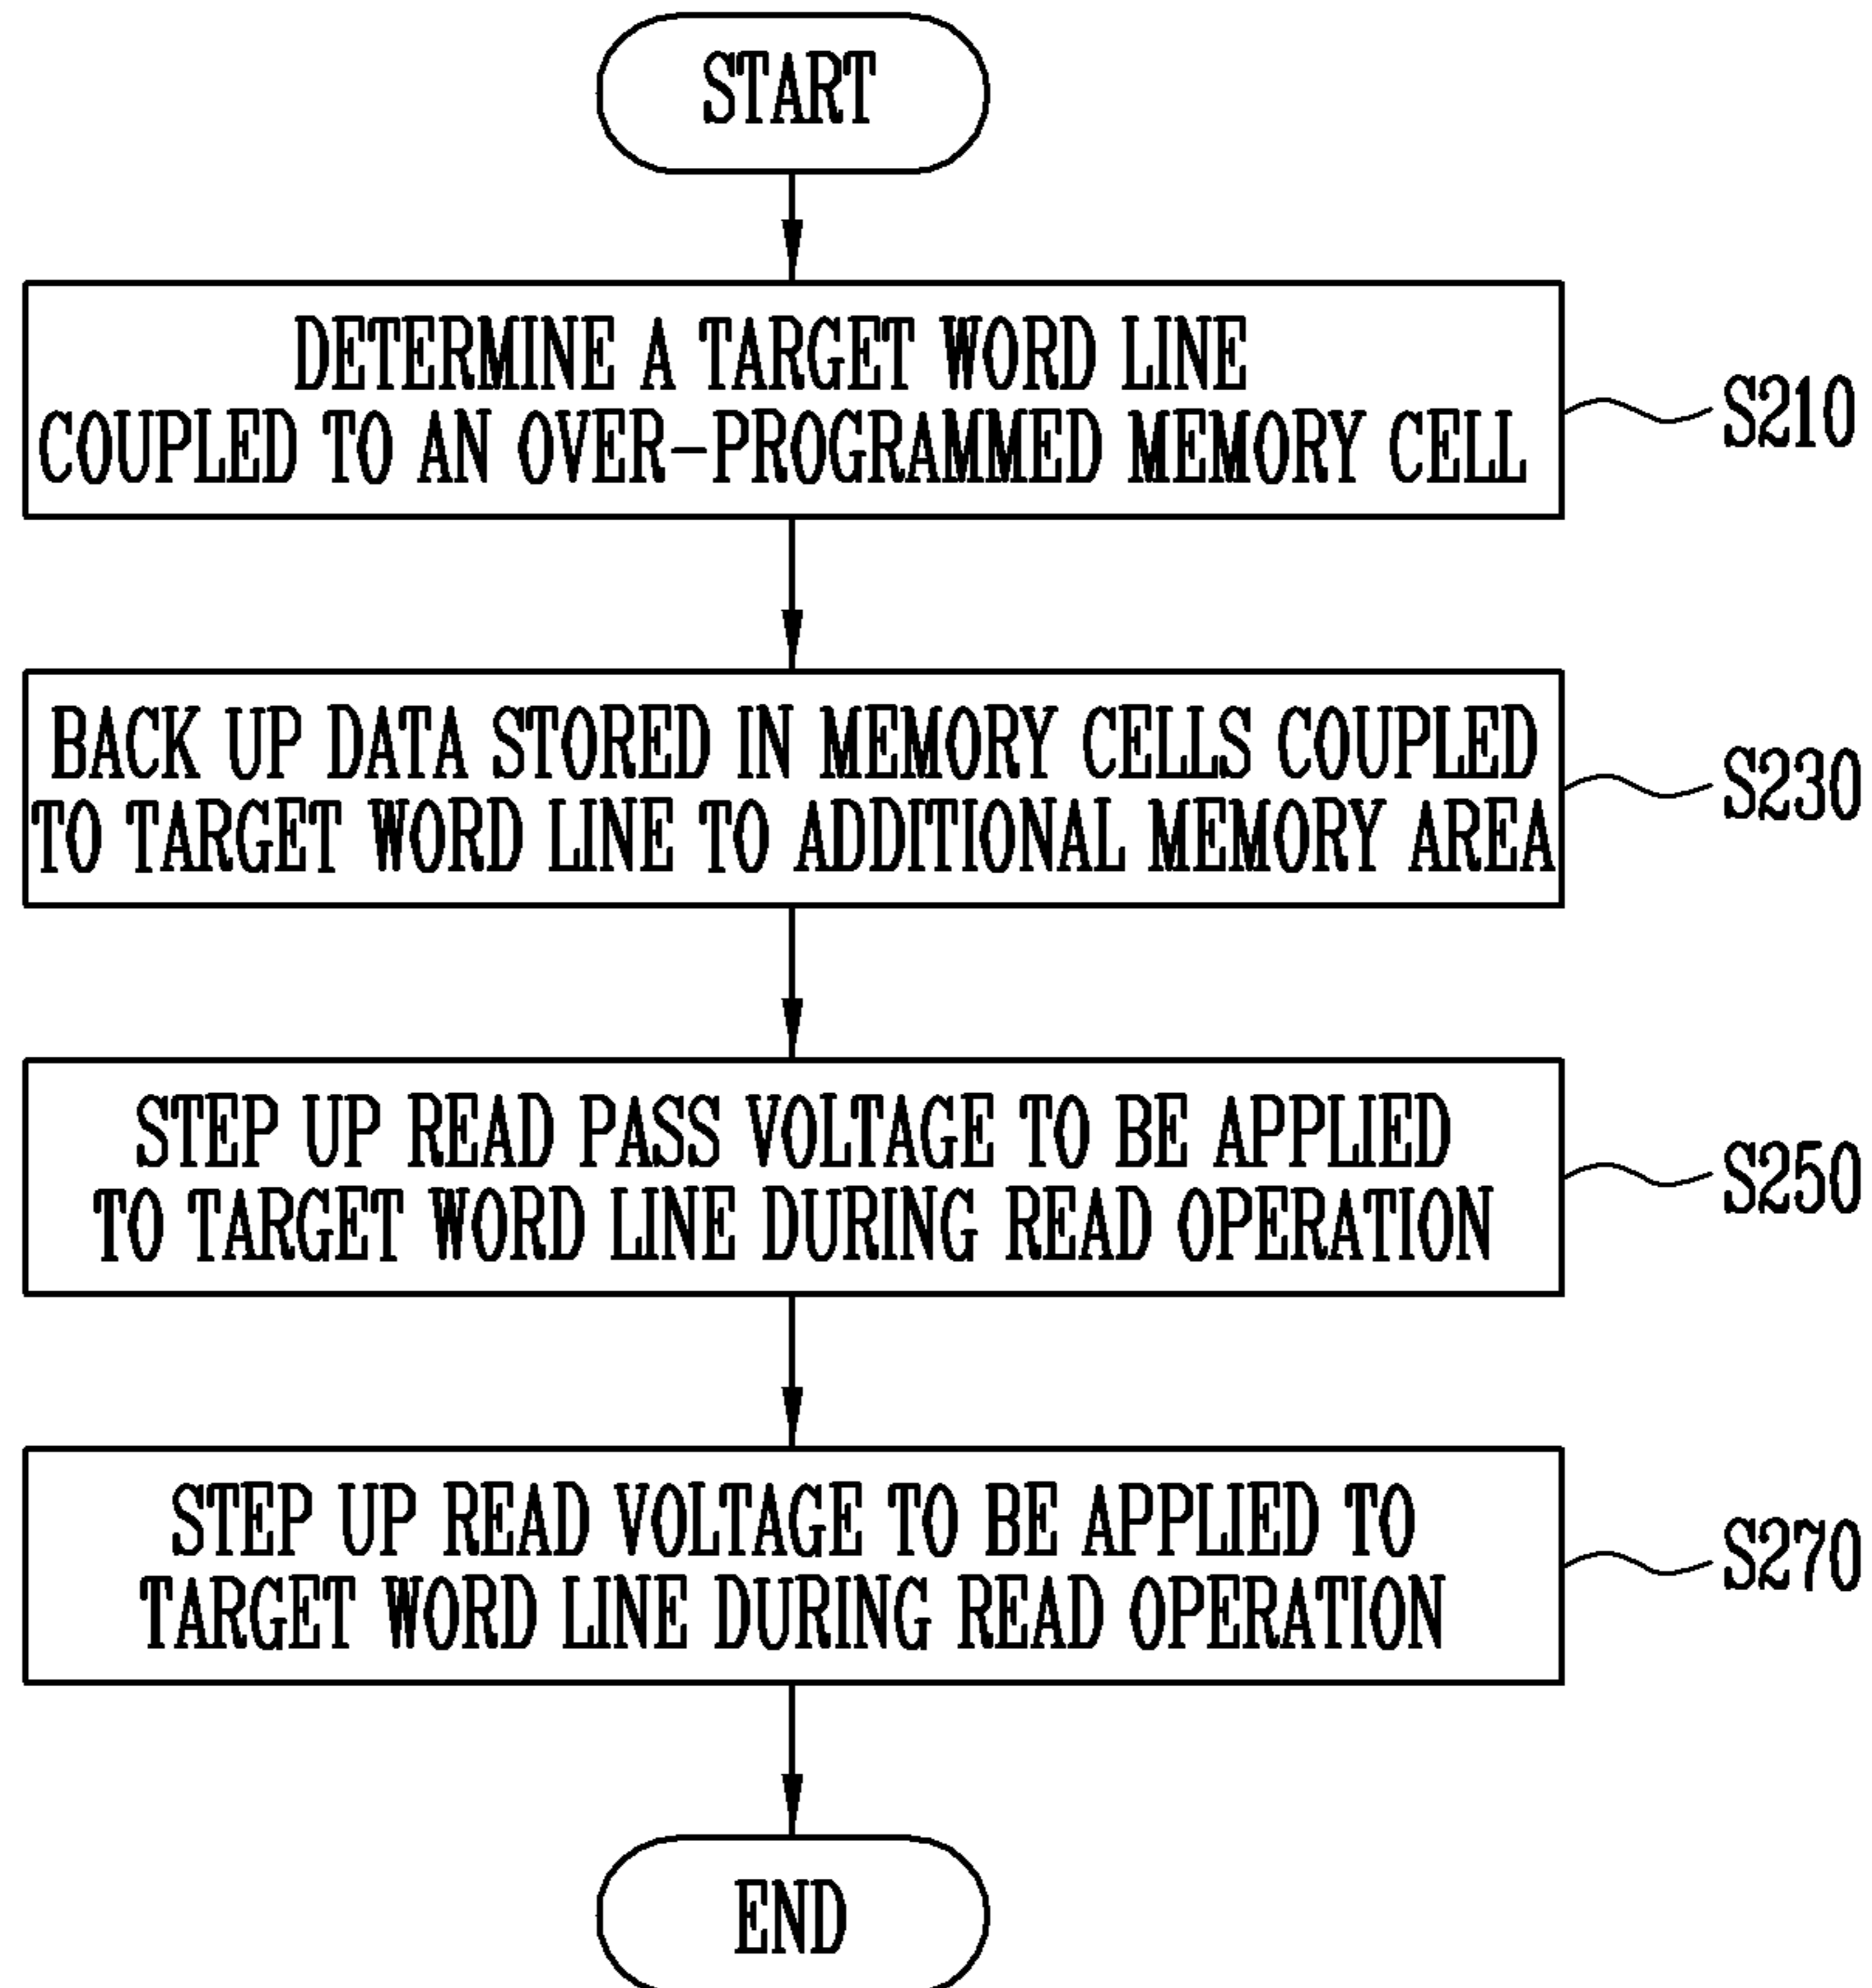 START
DETERMINE A TARGET WORD LINE
COUPLED TO AN OVER-PROGRAMMED MEMORY CELL
S210
BACK UP DATA STORED IN MEMORY CELLS COUPLED
TO TARGET WORD LINE TO ADDITIONAL MEMORY AREA
S230
STEP UP READ PASS VOLTAGE TO BE APPLIED
TO TARGET WORD LINE DURING READ OPERATION
S250
STEP UP READ VOLTAGE TO BE APPLIED TO
TARGET WORD LINE DURING READ OPERATION
S270
END